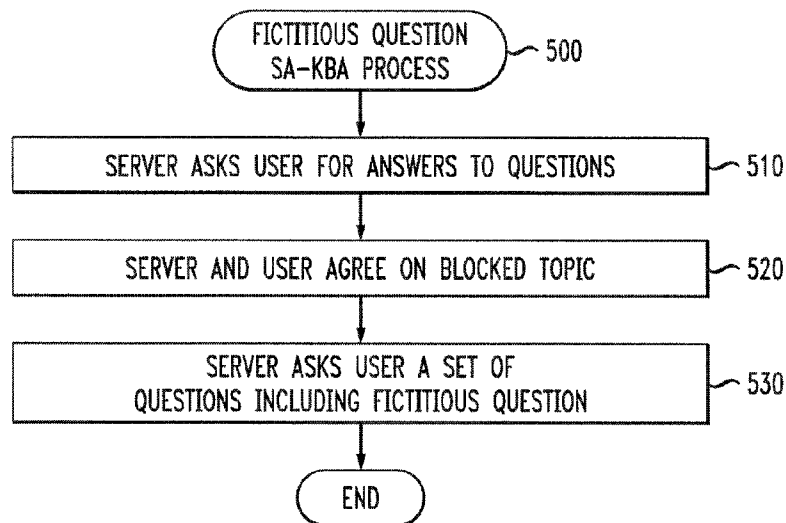 FICTITIOUS QUESTION
SA-KBA PROCESS
500
SERVER ASKS USER FOR ANSWERS TO QUESTIONS
510
SERVER AND USER AGREE ON BLOCKED TOPIC
520
SERVER ASKS USER A SET OF
QUESTIONS INCLUDING FICTITIOUS QUESTION
530
END